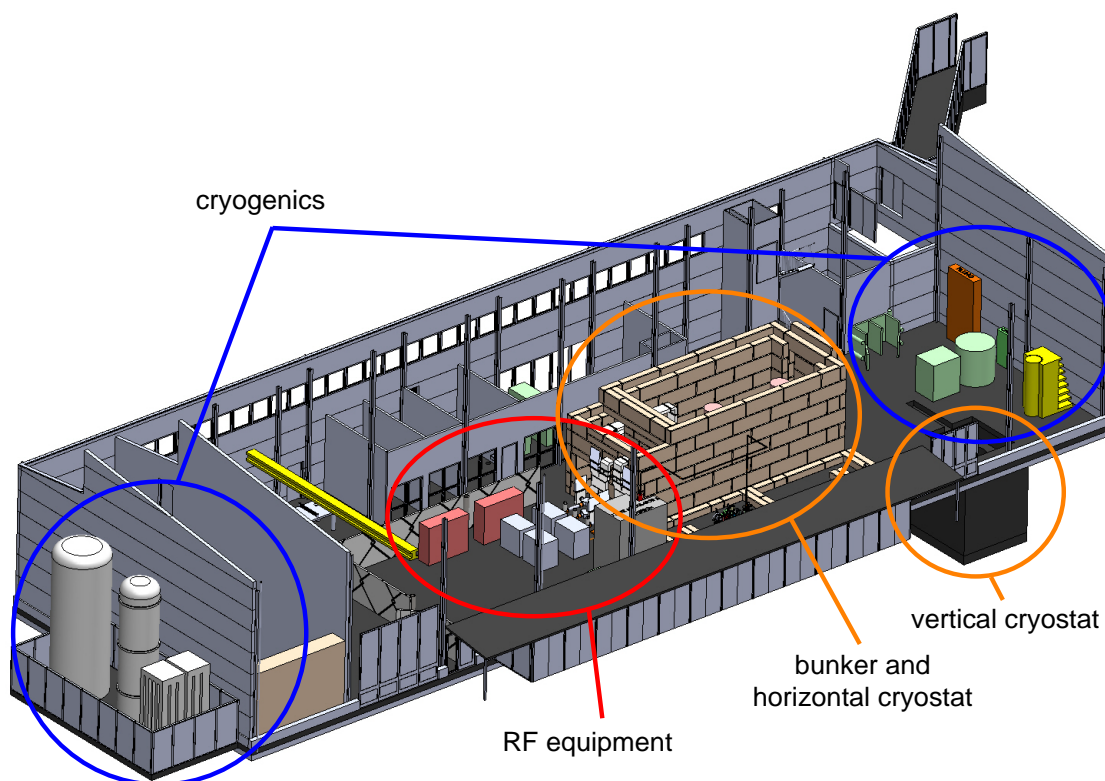 cryogenics
vertical cryostat
bunker and
horizontal cryostat
RF equipment